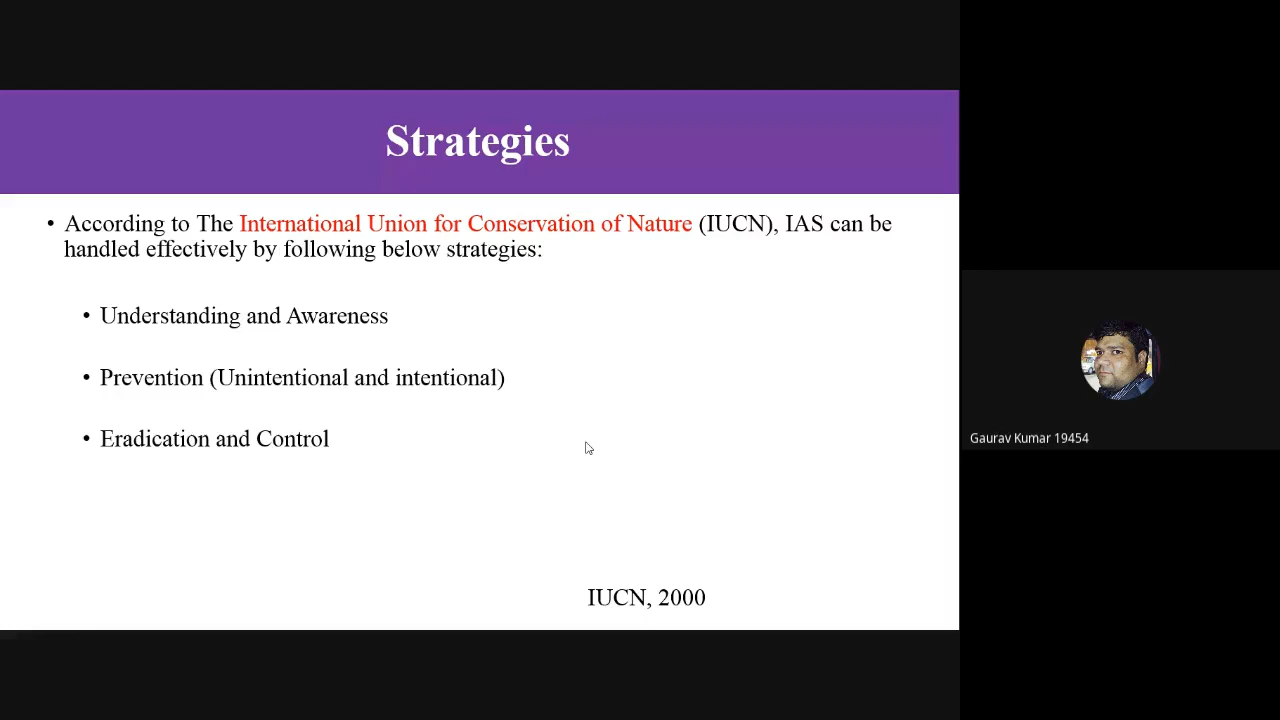 Strategies
• According to The International Union for Conservation of Nature (IUCN), IAS can be
handled effectively by following below strategies:
• Understanding and Awareness
• Prevention (Unintentional and intentional)
• Eradication and Control
IUCN, 2000
Gaurav Kumar 19454